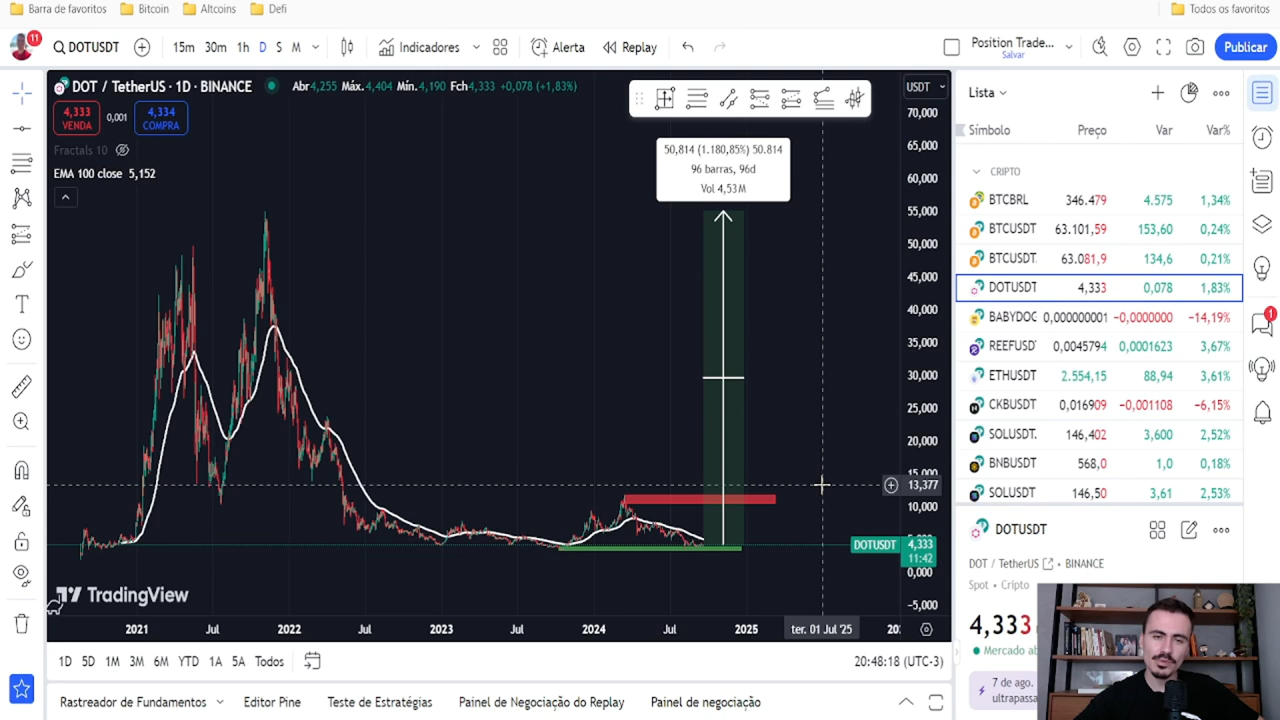 Barra de favoritos Bitcoin Altcoins Defi Todos os favoritos
11 DOTUSDT 15m 30m 1h D S M Indicadores Alerta Replay Position Trade... Salvar Publicar
DOT / TetherUS · 1D · BINANCE Abr4,255 Máx.4,404 Mín.4,190 Fch4,333 +0,078 (+1,83%)
USDT
4,333 VENDA 0,001 4,334 COMPRA
Fractals 10
EMA 100 close 5,152
50,814 (1.180,85%) 50.814
96 barras, 96d
Vol 4,53M
70,000
65,000
60,000
55,000
50,000
45,000
40,000
35,000
30,000
25,000
20,000
15,000
13,377
10,000
DOTUSDT 4,333
11:42
0,000
−5,000
TradingView
2021 Jul 2022 Jul 2023 Jul 2024 Jul 2025 ter. 01 Jul '25
1D 5D 1M 3M 6M YTD 1A 5A Todos 20:48:18 (UTC-3)
Rastreador de Fundamentos Editor Pine Teste de Estratégias Painel de Negociação do Replay Painel de negociação
Lista
Símbolo Preço Var Var%
CRIPTO
BTCBRL 346.479 4.575 1,34%
BTCUSDT 63.101,59 153,60 0,24%
BTCUSDT. 63.081,9 134,6 0,21%
DOTUSDT 4,333 0,078 1,83%
BABYDOG 0,000000001 −0,0000000 −14,19%
REEFUSD 0,0045794 0,0001623 3,67%
ETHUSDT 2.554,15 88,94 3,61%
CKBUSDT 0,016909 −0,001108 −6,15%
SOLUSDT. 146,402 3,600 2,52%
BNBUSDT 568,0 1,0 0,18%
SOLUSDT 146,50 3,61 2,53%
1
DOTUSDT
DOT / TetherUS • BINANCE
Spot • Cripto
4,333
Mercado ab
7 de ago.
ultrapass